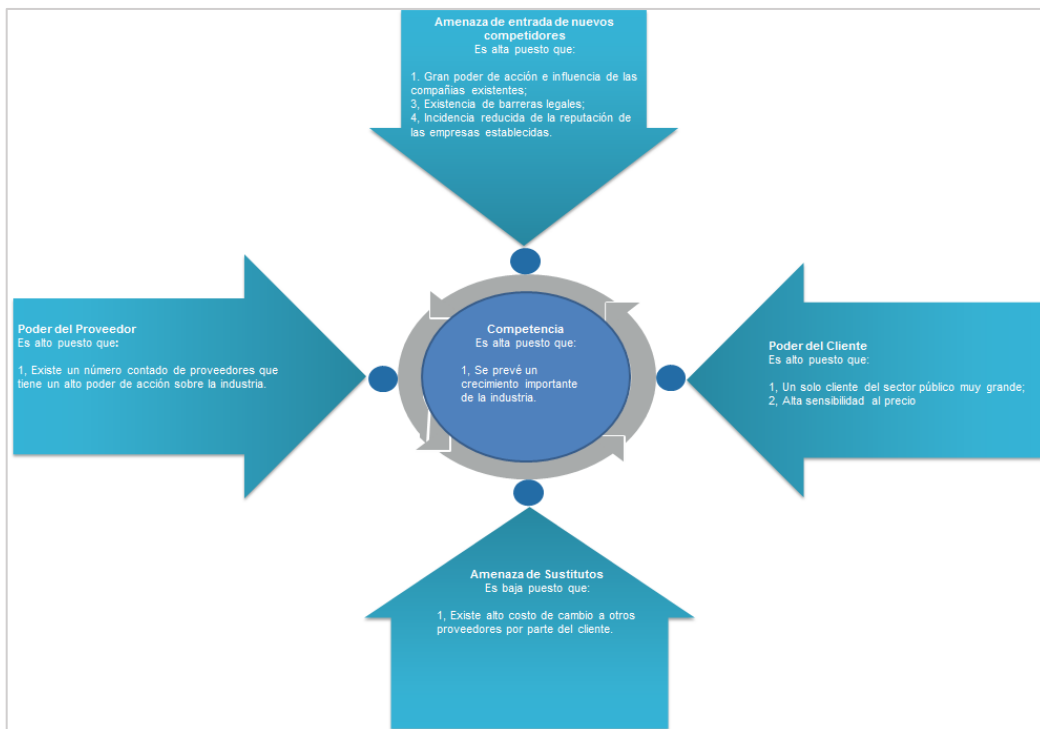 Amenaza de entrada de nuevos
competidores
Es alta puesto que:
1. Gran poder de acción e influencia de las
compañias existentes;
3, Existencia de barreras legales;
4, Incidencia reducida de la reputación de
las empresas establecidas.
Poder del Proveedor
Es alto puesto que:
1, Existe un número contado de proveedores que
tiene un alto poder de acción sobre la industria.
Competencia
Es alta puesto que:
1, Se prevé un
crecimiento importante
de la industria.
Poder del Cliente
Es alto puesto que:
1, Un solo cliente del sector público muy grande;
2, Alta sensibilidad al precio
Amenaza de Sustitutos
Es baja puesto que:
1, Existe alto costo de cambio a otros
proveedores por parte del cliente.